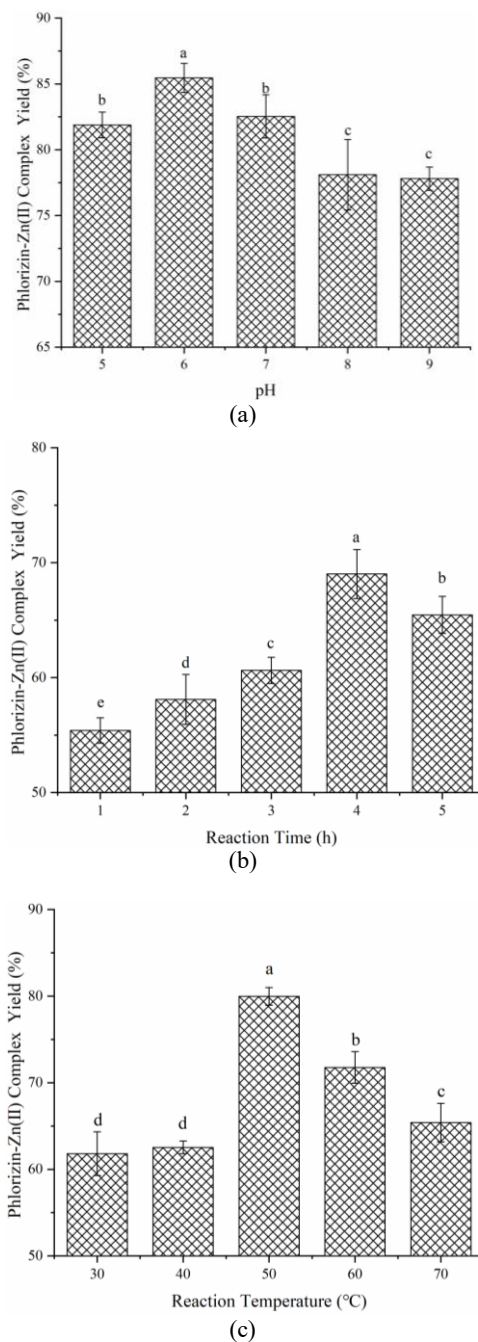 90
85
80
75
70
65
Phlorizin-Zn(II) Complex Yield (%)
b
a
b
c
c
5 6 7 8 9
pH
(a)
80
70
60
50
Phlorizin-Zn(II) Complex Yield (%)
e
d
c
a
b
1 2 3 4 5
Reaction Time (h)
(b)
90
80
70
60
50
Phlorizin-Zn(II) Complex Yield (%)
d
d
a
b
c
30 40 50 60 70
Reaction Temperature (°C)
(c)